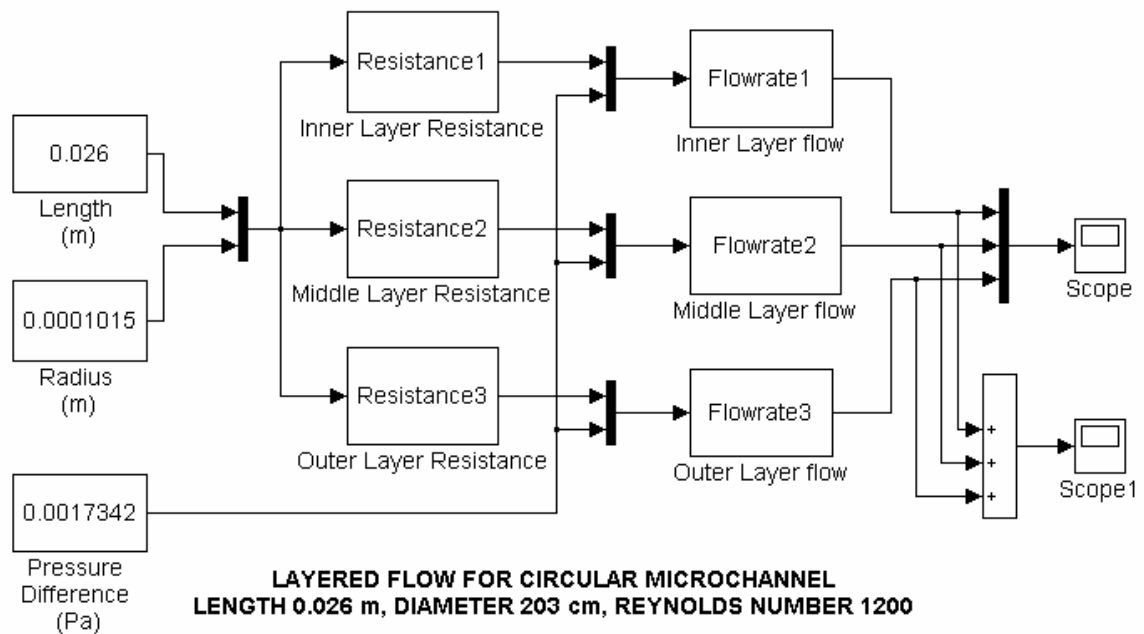 Resistance1
Inner Layer Resistance
Flowrate1
Inner Layer flow
0.026
Length
(m)
Resistance2
Middle Layer Resistance
Flowrate2
Middle Layer flow
Scope
0.0001015
Radius
(m)
Resistance3
Outer Layer Resistance
Flowrate3
Outer Layer flow
+
+
+
Scope1
0.0017342
Pressure
Difference
(Pa)
LAYERED FLOW FOR CIRCULAR MICROCHANNEL
LENGTH 0.026 m, DIAMETER 203 cm, REYNOLDS NUMBER 1200